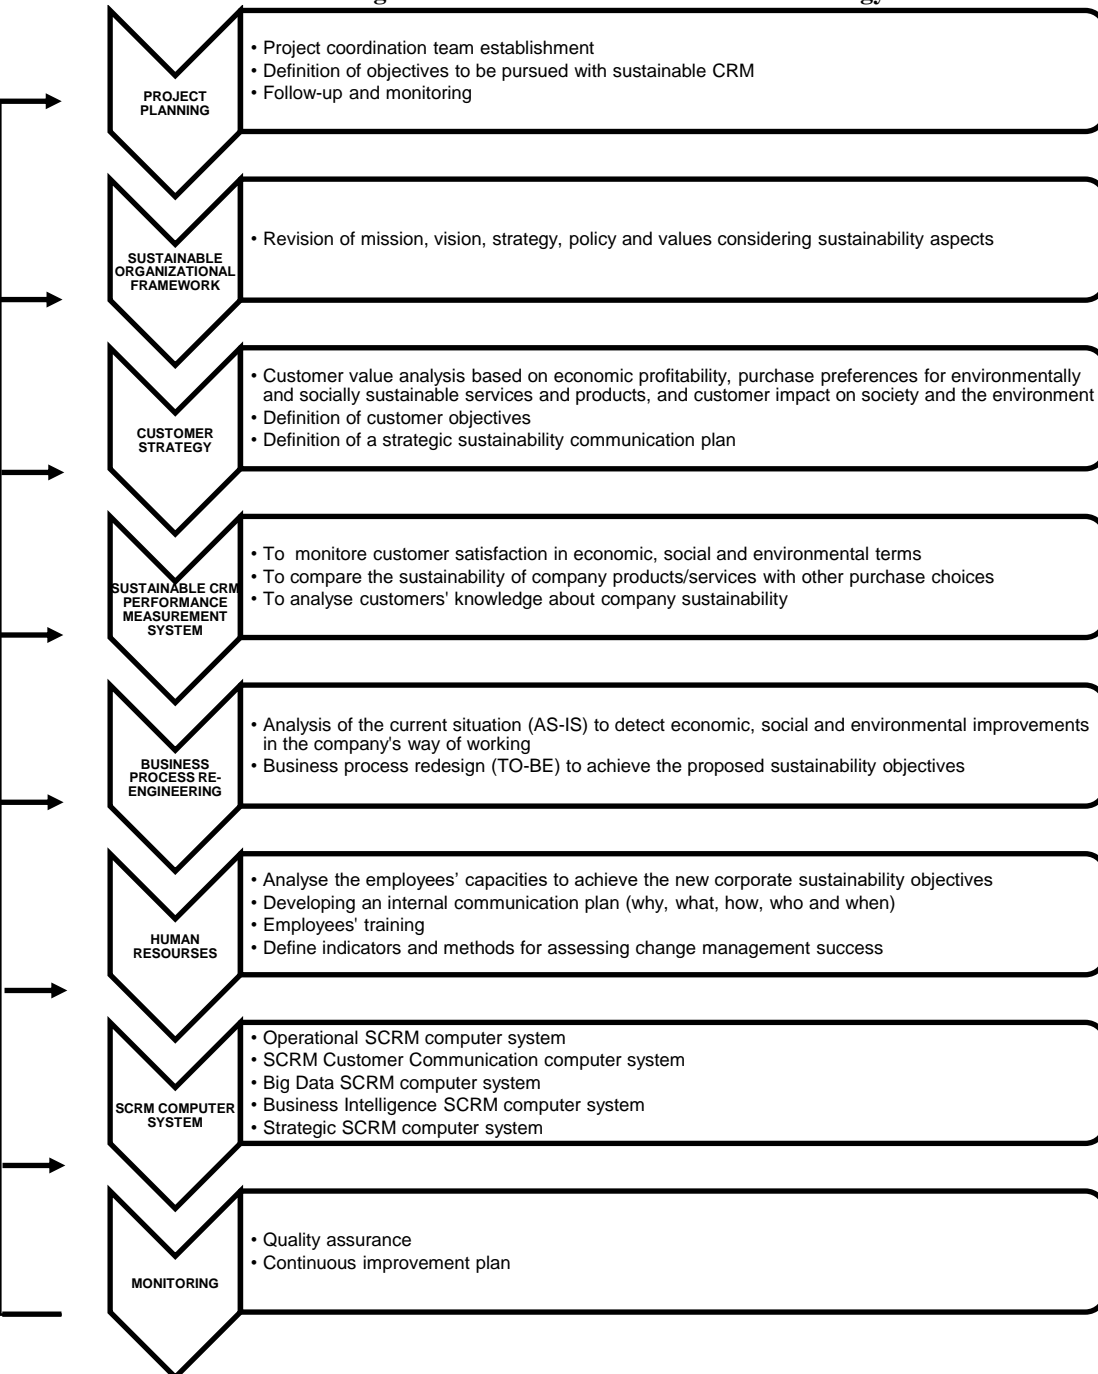 • Project coordination team establishment
• Definition of objectives to be pursued with sustainable CRM
• Follow-up and monitoring
PROJECT
PLANNING
• Revision of mission, vision, strategy, policy and values considering sustainability aspects
SUSTAINABLE
ORGANIZATIONAL
FRAMEWORK
• Customer value analysis based on economic profitability, purchase preferences for environmentally
and socially sustainable services and products, and customer impact on society and the environment
• Definition of customer objectives
• Definition of a strategic sustainability communication plan
CUSTOMER
STRATEGY
• To  monitore customer satisfaction in economic, social and environmental terms
• To compare the sustainability of company products/services with other purchase choices
• To analyse customers' knowledge about company sustainability
SUSTAINABLE CRM
PERFORMANCE
MEASUREMENT
SYSTEM
• Analysis of the current situation (AS-IS) to detect economic, social and environmental improvements
in the company's way of working
• Business process redesign (TO-BE) to achieve the proposed sustainability objectives
BUSINESS
PROCESS RE-
ENGINEERING
• Analyse the employees’ capacities to achieve the new corporate sustainability objectives
• Developing an internal communication plan (why, what, how, who and when)
• Employees' training
• Define indicators and methods for assessing change management success
HUMAN
RESOURSES
• Operational SCRM computer system
• SCRM Customer Communication computer system
• Big Data SCRM computer system
• Business Intelligence SCRM computer system
• Strategic SCRM computer system
SCRM COMPUTER
SYSTEM
• Quality assurance
• Continuous improvement plan
MONITORING